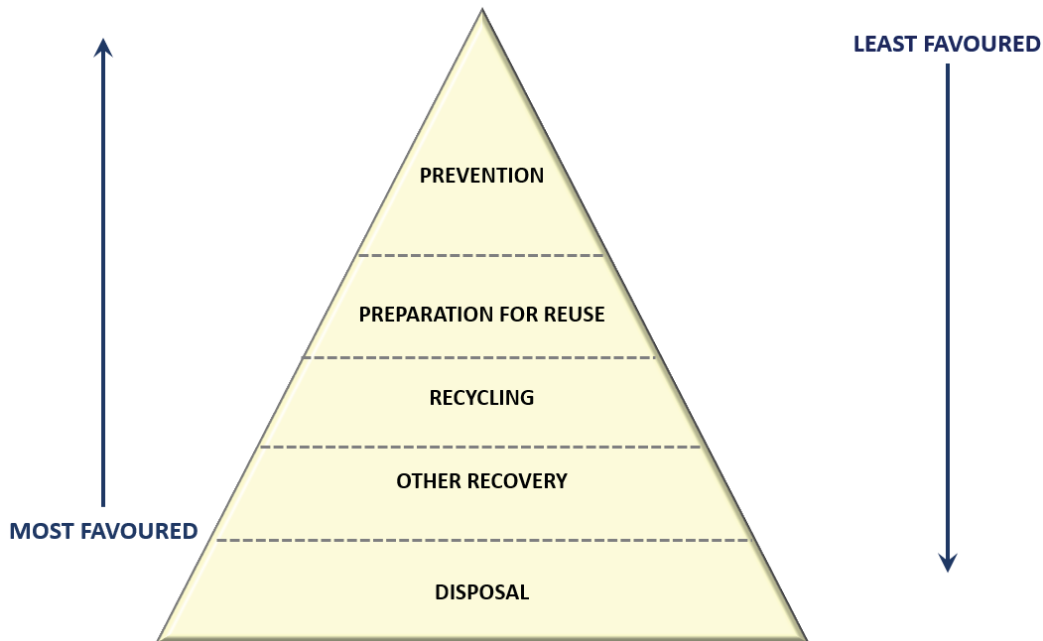 LEAST FAVOURED
PREVENTION
PREPARATION FOR REUSE
RECYCLING
OTHER RECOVERY
MOST FAVOURED
DISPOSAL